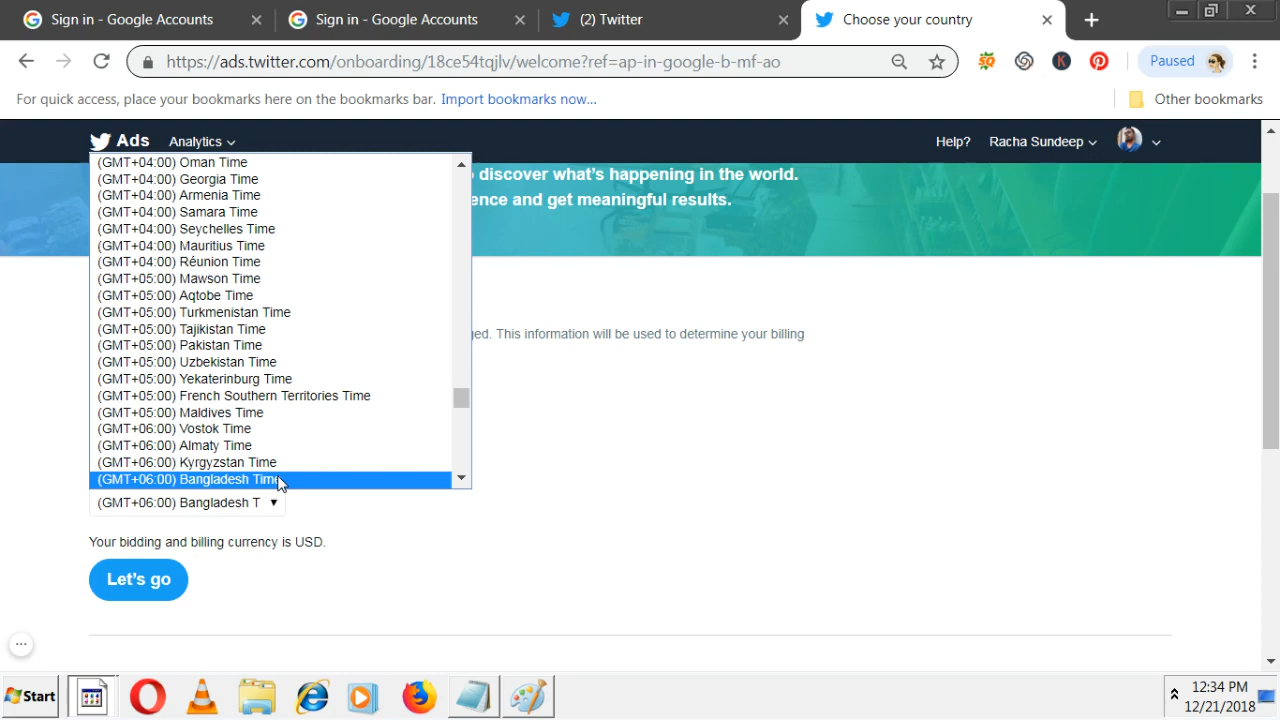 Sign in - Google Accounts
Sign in - Google Accounts
(2) Twitter
Choose your country
https://ads.twitter.com/onboarding/18ce54tqjlv/welcome?ref=ap-in-google-b-mf-ao
Paused
For quick access, place your bookmarks here on the bookmarks bar. Import bookmarks now...
Other bookmarks
Ads
Analytics
Help?
Racha Sundeep
discover what's happening in the world.
ence and get meaningful results.
(GMT+04:00) Oman Time
(GMT+04:00) Georgia Time
(GMT+04:00) Armenia Time
(GMT+04:00) Samara Time
(GMT+04:00) Seychelles Time
(GMT+04:00) Mauritius Time
(GMT+04:00) Réunion Time
(GMT+05:00) Mawson Time
(GMT+05:00) Aqtobe Time
(GMT+05:00) Turkmenistan Time
(GMT+05:00) Tajikistan Time
(GMT+05:00) Pakistan Time
(GMT+05:00) Uzbekistan Time
(GMT+05:00) Yekaterinburg Time
(GMT+05:00) French Southern Territories Time
(GMT+05:00) Maldives Time
(GMT+06:00) Vostok Time
(GMT+06:00) Almaty Time
(GMT+06:00) Kyrgyzstan Time
(GMT+06:00) Bangladesh Time
ged. This information will be used to determine your billing
(GMT+06:00) Bangladesh T
Your bidding and billing currency is USD.
Let's go
Start
12:34 PM
12/21/2018